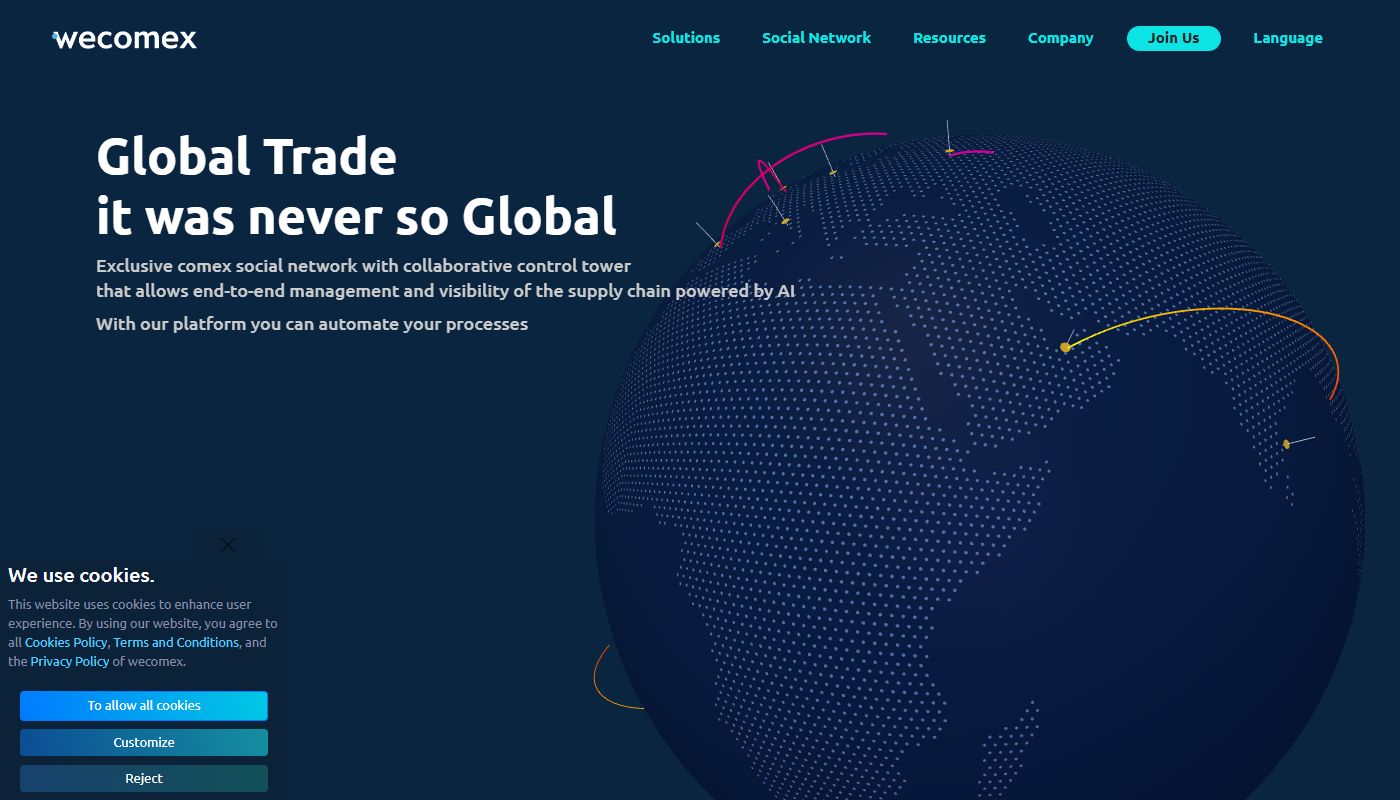 wecomex
Solutions
Social Network
Resources
Company
Join Us
Language
Global Trade
it was never so Global
Exclusive comex social network with collaborative control tower
that allows end-to-end management and visibility of the supply chain powered by AI
With our platform you can automate your processes
We use cookies.
This website uses cookies to enhance user
experience. By using our website, you agree to
all Cookies Policy, Terms and Conditions, and
the Privacy Policy of wecomex.
To allow all cookies
Customize
Reject